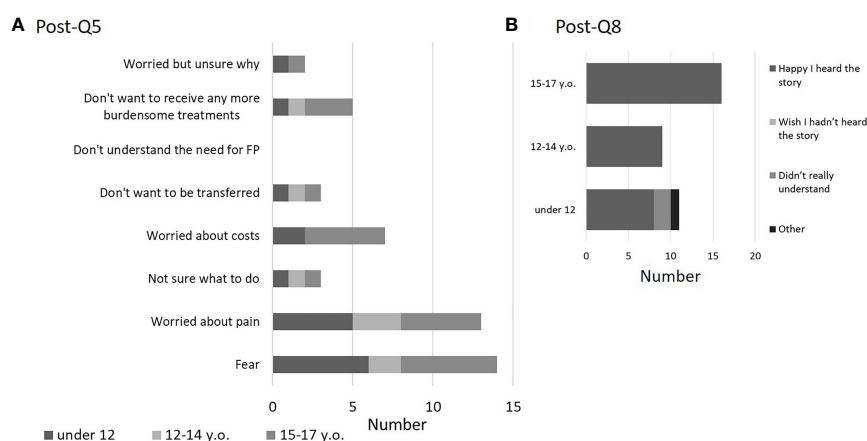 A Post-Q5
Worried but unsure why
Don't want to receive any more
burdensome treatments
Don't understand the need for FP
Don't want to be transferred
Worried about costs
Not sure what to do
Worried about pain
Fear
0 5 10 15
Number
under 12 12-14 y.o. 15-17 y.o.
B Post-Q8
15-17 y.o.
12-14 y.o.
under 12
0 5 10 15 20
Number
Happy I heard the
story
Wish I hadn't heard
the story
Didn't really
understand
Other